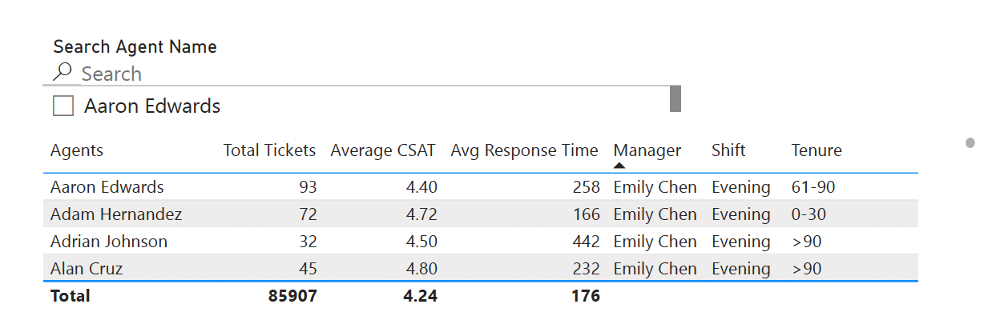 Search Agent Name
Search
Aaron Edwards
Agents Total Tickets Average CSAT Avg Response Time Manager Shift Tenure
Aaron Edwards 93 4.40 258 Emily Chen Evening 61-90
Adam Hernandez 72 4.72 166 Emily Chen Evening 0-30
Adrian Johnson 32 4.50 442 Emily Chen Evening >90
Alan Cruz 45 4.80 232 Emily Chen Evening >90
Total 85907 4.24 176